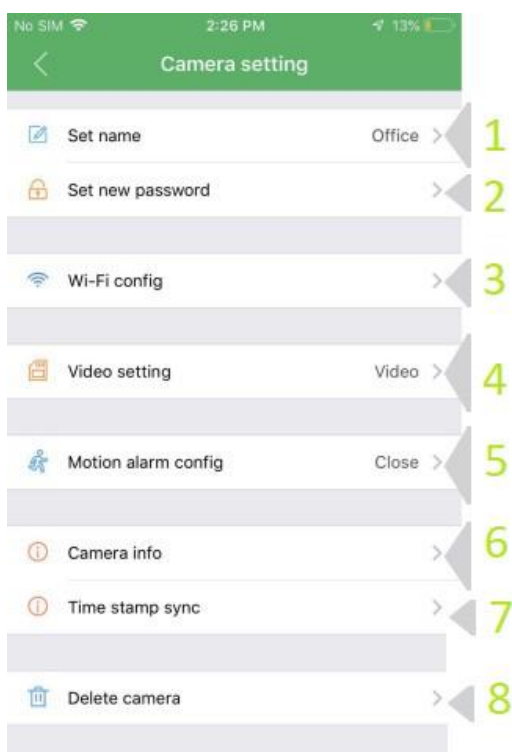 No SIM 2:26 PM 13%
Camera setting
Set name Office 1
Set new password 2
Wi-Fi config 3
Video setting Video 4
Motion alarm config Close 5
Camera info 6
Time stamp sync 7
Delete camera 8